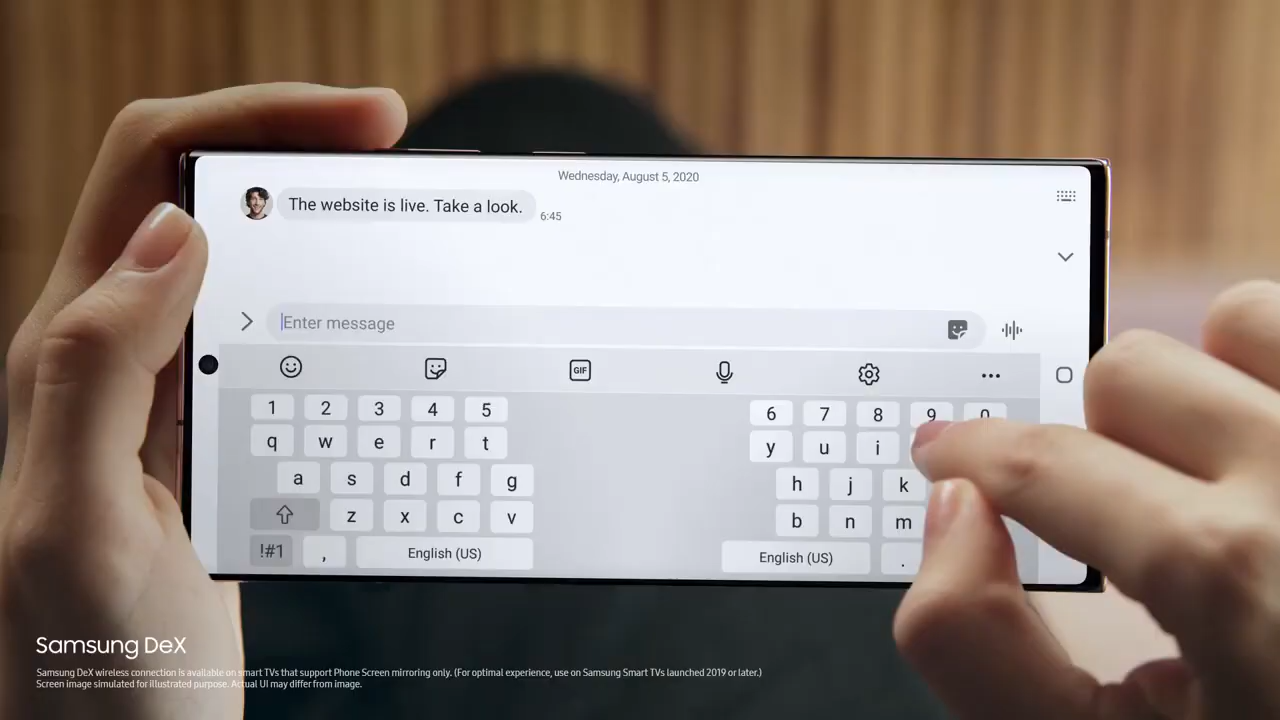 Wednesday, August 5, 2020
The website is live. Take a look.
6:45
Enter message
GIF
1 2 3 4 5 6 7 8 9 0
q w e r t y u i
a s d f g h j k
z x c v b n m
!#1 , English (US) English (US) .
Samsung DeX
Samsung DeX wireless connection is available on smart TVs that support Phone Screen mirroring only. (For optimal experience, use on Samsung Smart TVs launched 2019 or later.)
Screen image simulated for illustrated purpose. Actual UI may differ from image.